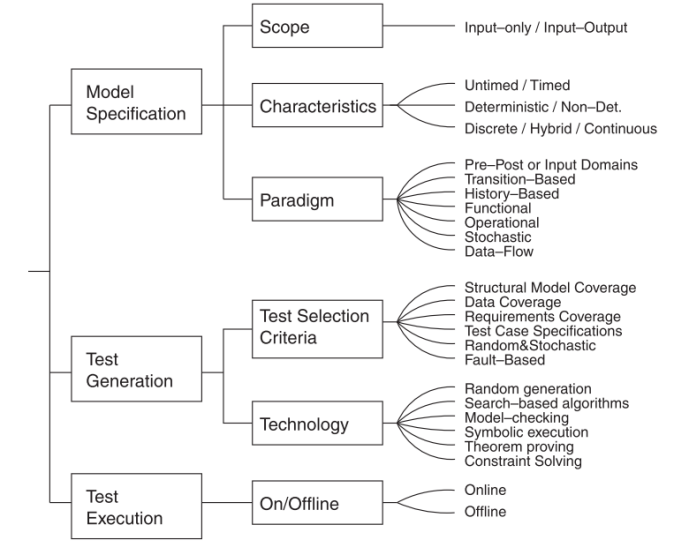 Scope
Input–only / Input–Output
Model
Specification
Characteristics
Untimed / Timed
Deterministic / Non–Det.
Discrete / Hybrid / Continuous
Paradigm
Pre–Post or Input Domains
Transition–Based
History–Based
Functional
Operational
Stochastic
Data–Flow
Test
Generation
Test Selection
Criteria
Structural Model Coverage
Data Coverage
Requirements Coverage
Test Case Specifications
Random&Stochastic
Fault–Based
Technology
Random generation
Search–based algorithms
Model–checking
Symbolic execution
Theorem proving
Constraint Solving
Test
Execution
On/Offline
Online
Offline